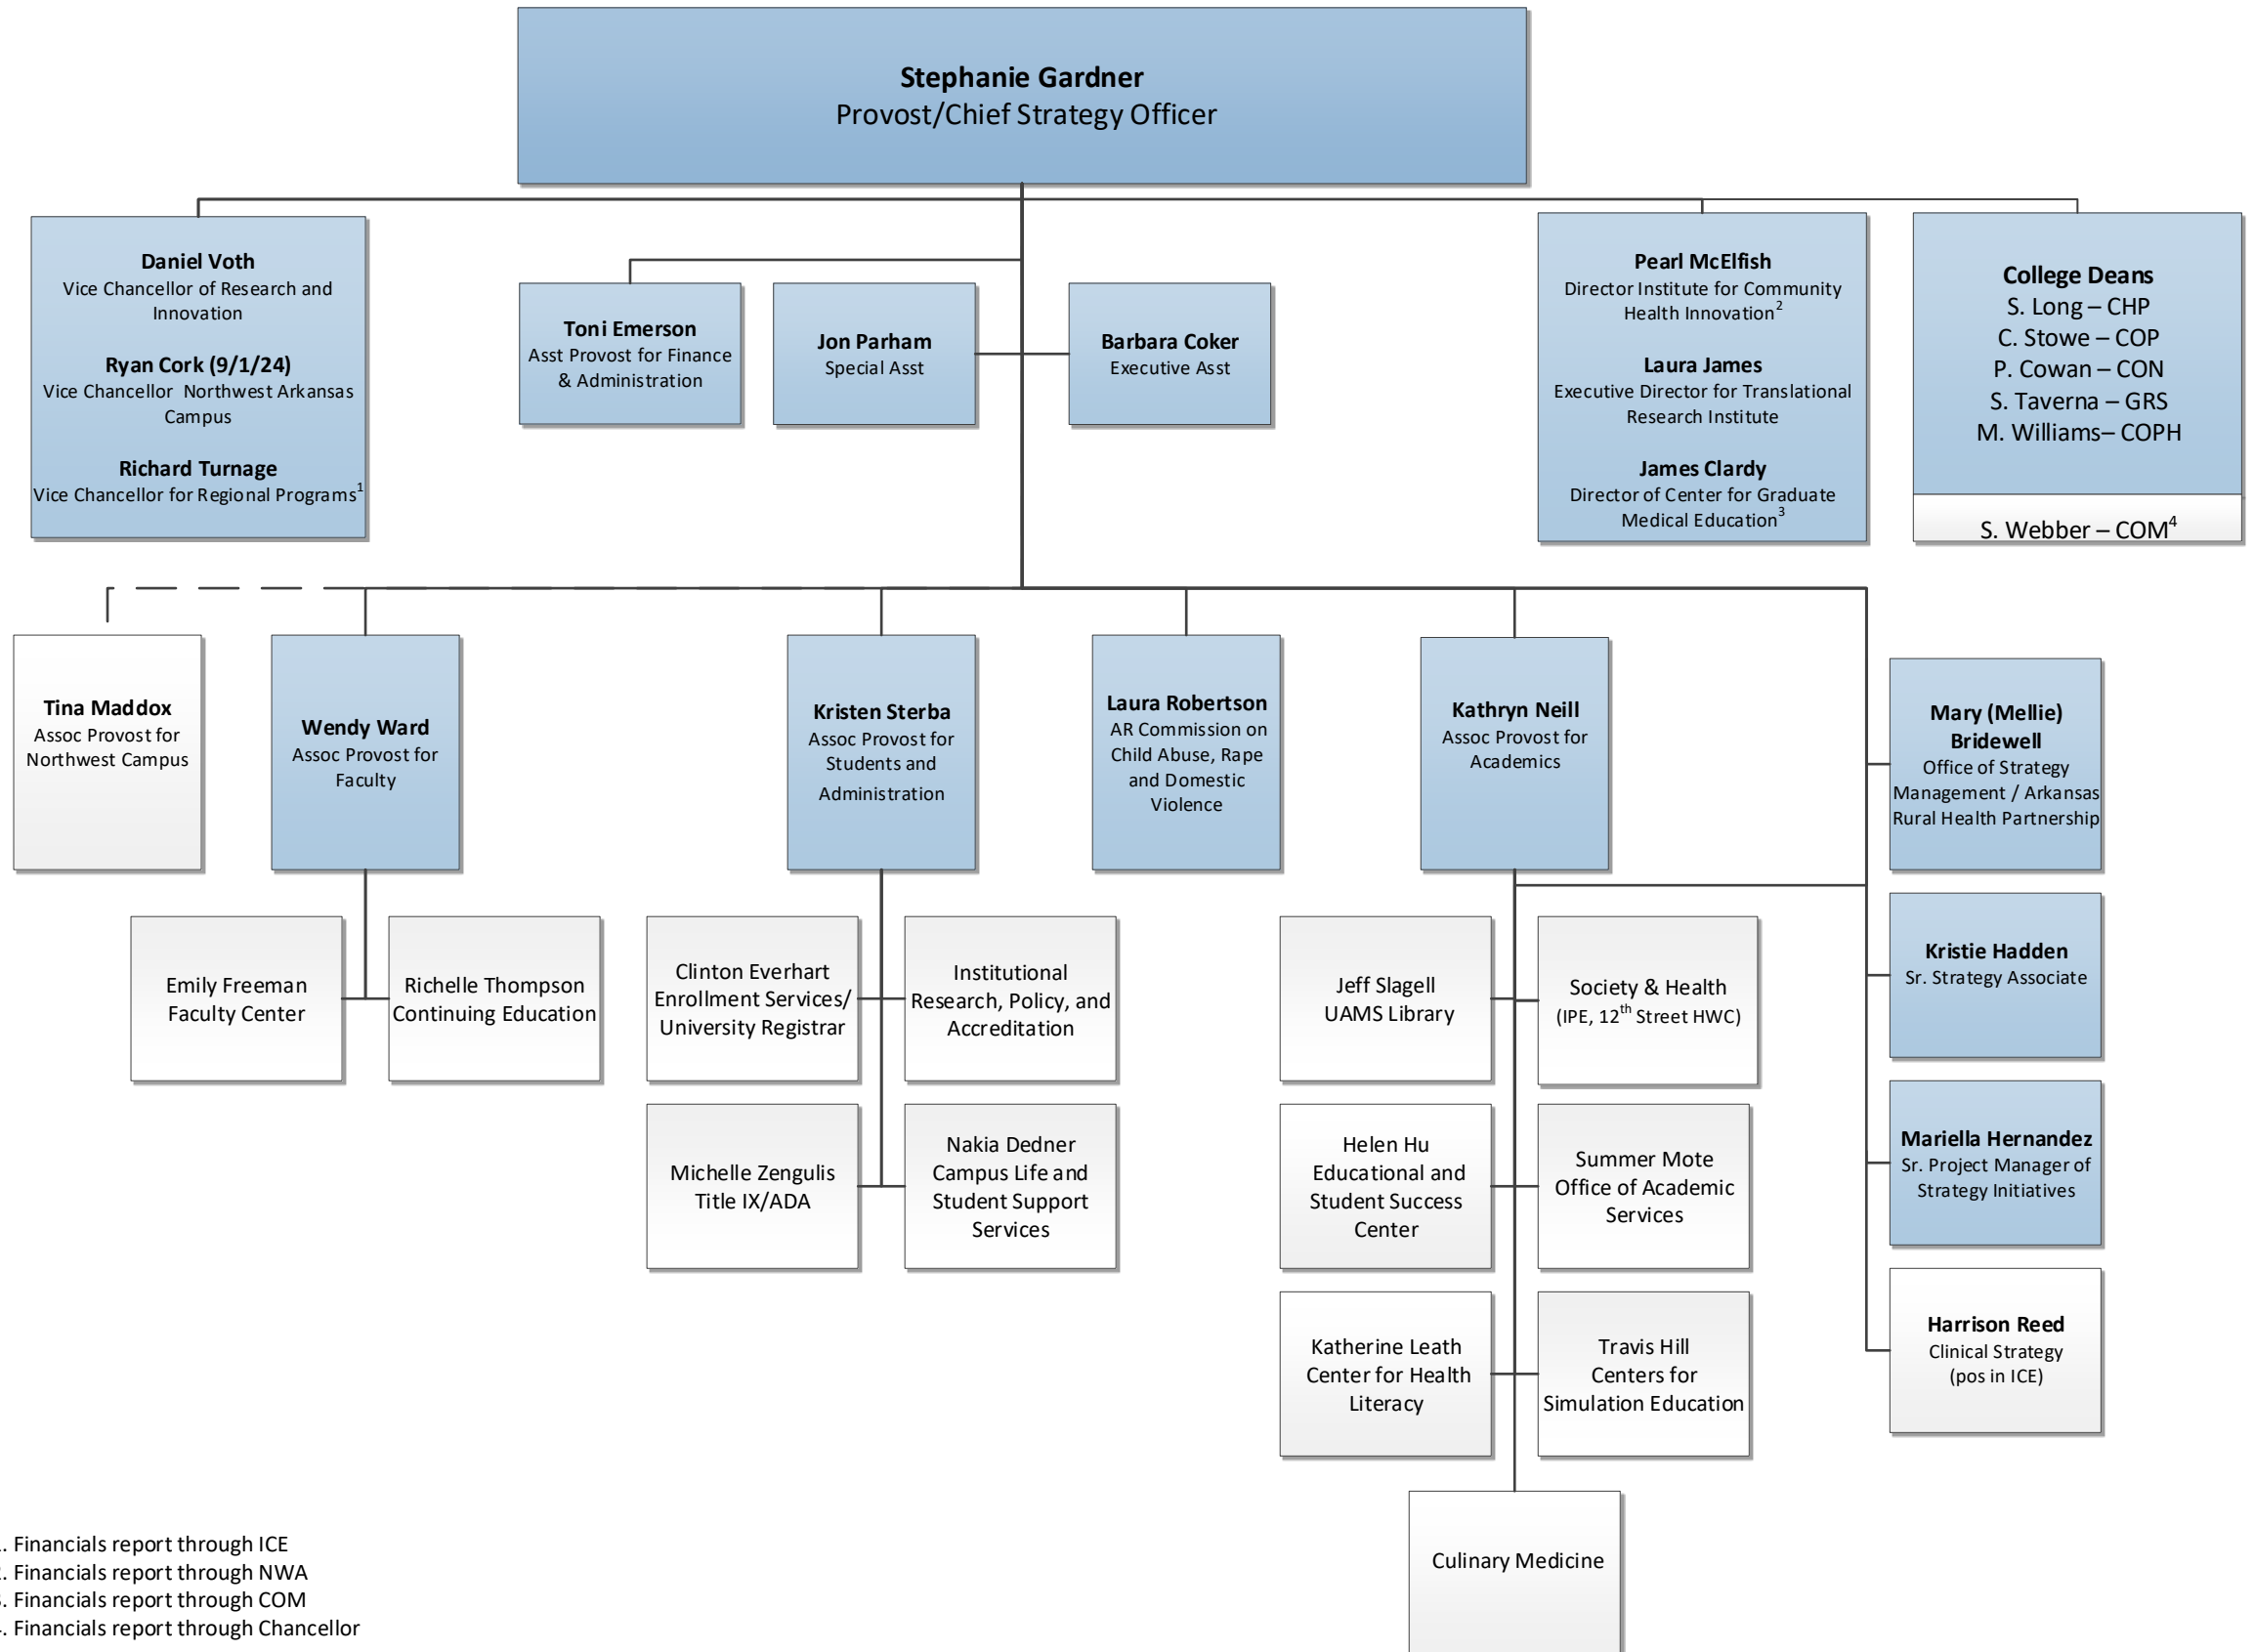 Stephanie Gardner
Provost/Chief Strategy Officer
Daniel Voth
Vice Chancellor of Research and
Innovation
Ryan Cork (9/1/24)
Vice Chancellor Northwest Arkansas
Campus
Richard Turnage
Vice Chancellor for Regional Programs1
Toni Emerson
Asst Provost for Finance
& Administration
Jon Parham
Special Asst
Barbara Coker
Executive Asst
Pearl McElfish
Director Institute for Community
Health Innovation2
Laura James
Executive Director for Translational
Research Institute
James Clardy
Director of Center for Graduate
Medical Education3
College Deans
S. Long – CHP
C. Stowe – COP
P. Cowan – CON
S. Taverna – GRS
M. Williams– COPH
S. Webber – COM4
Tina Maddox
Assoc Provost for
Northwest Campus
Wendy Ward
Assoc Provost for
Faculty
Kristen Sterba
Assoc Provost for
Students and
Administration
Laura Robertson
AR Commission on
Child Abuse, Rape
and Domestic
Violence
Kathryn Neill
Assoc Provost for
Academics
Mary (Mellie)
Bridewell
Office of Strategy
Management / Arkansas
Rural Health Partnership
Emily Freeman
Faculty Center
Richelle Thompson
Continuing Education
Clinton Everhart
Enrollment Services/
University Registrar
Institutional
Research, Policy, and
Accreditation
Jeff Slagell
UAMS Library
Society & Health
(IPE, 12th Street HWC)
Kristie Hadden
Sr. Strategy Associate
Michelle Zengulis
Title IX/ADA
Nakia Dedner
Campus Life and
Student Support
Services
Helen Hu
Educational and
Student Success
Center
Summer Mote
Office of Academic
Services
Mariella Hernandez
Sr. Project Manager of
Strategy Initiatives
Katherine Leath
Center for Health
Literacy
Travis Hill
Centers for
Simulation Education
Harrison Reed
Clinical Strategy
(pos in ICE)
Culinary Medicine
. Financials report through ICE
. Financials report through NWA
. Financials report through COM
. Financials report through Chancellor